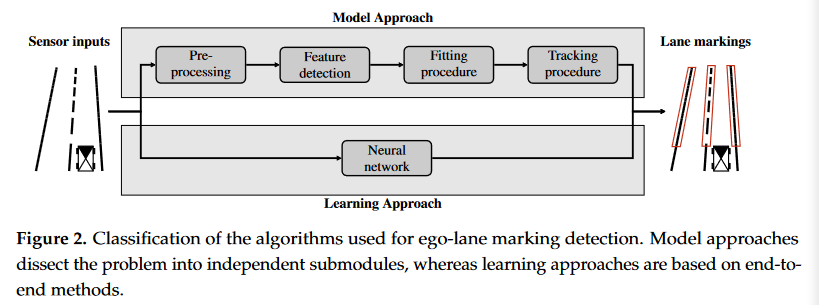 Model Approach
Sensor inputs
Lane markings
Pre-
processing
Feature
detection
Fitting
procedure
Tracking
procedure
Neural
network
Learning Approach
Figure 2. Classification of the algorithms used for ego-lane marking detection. Model approaches
dissect the problem into independent submodules, whereas learning approaches are based on end-to-
end methods.